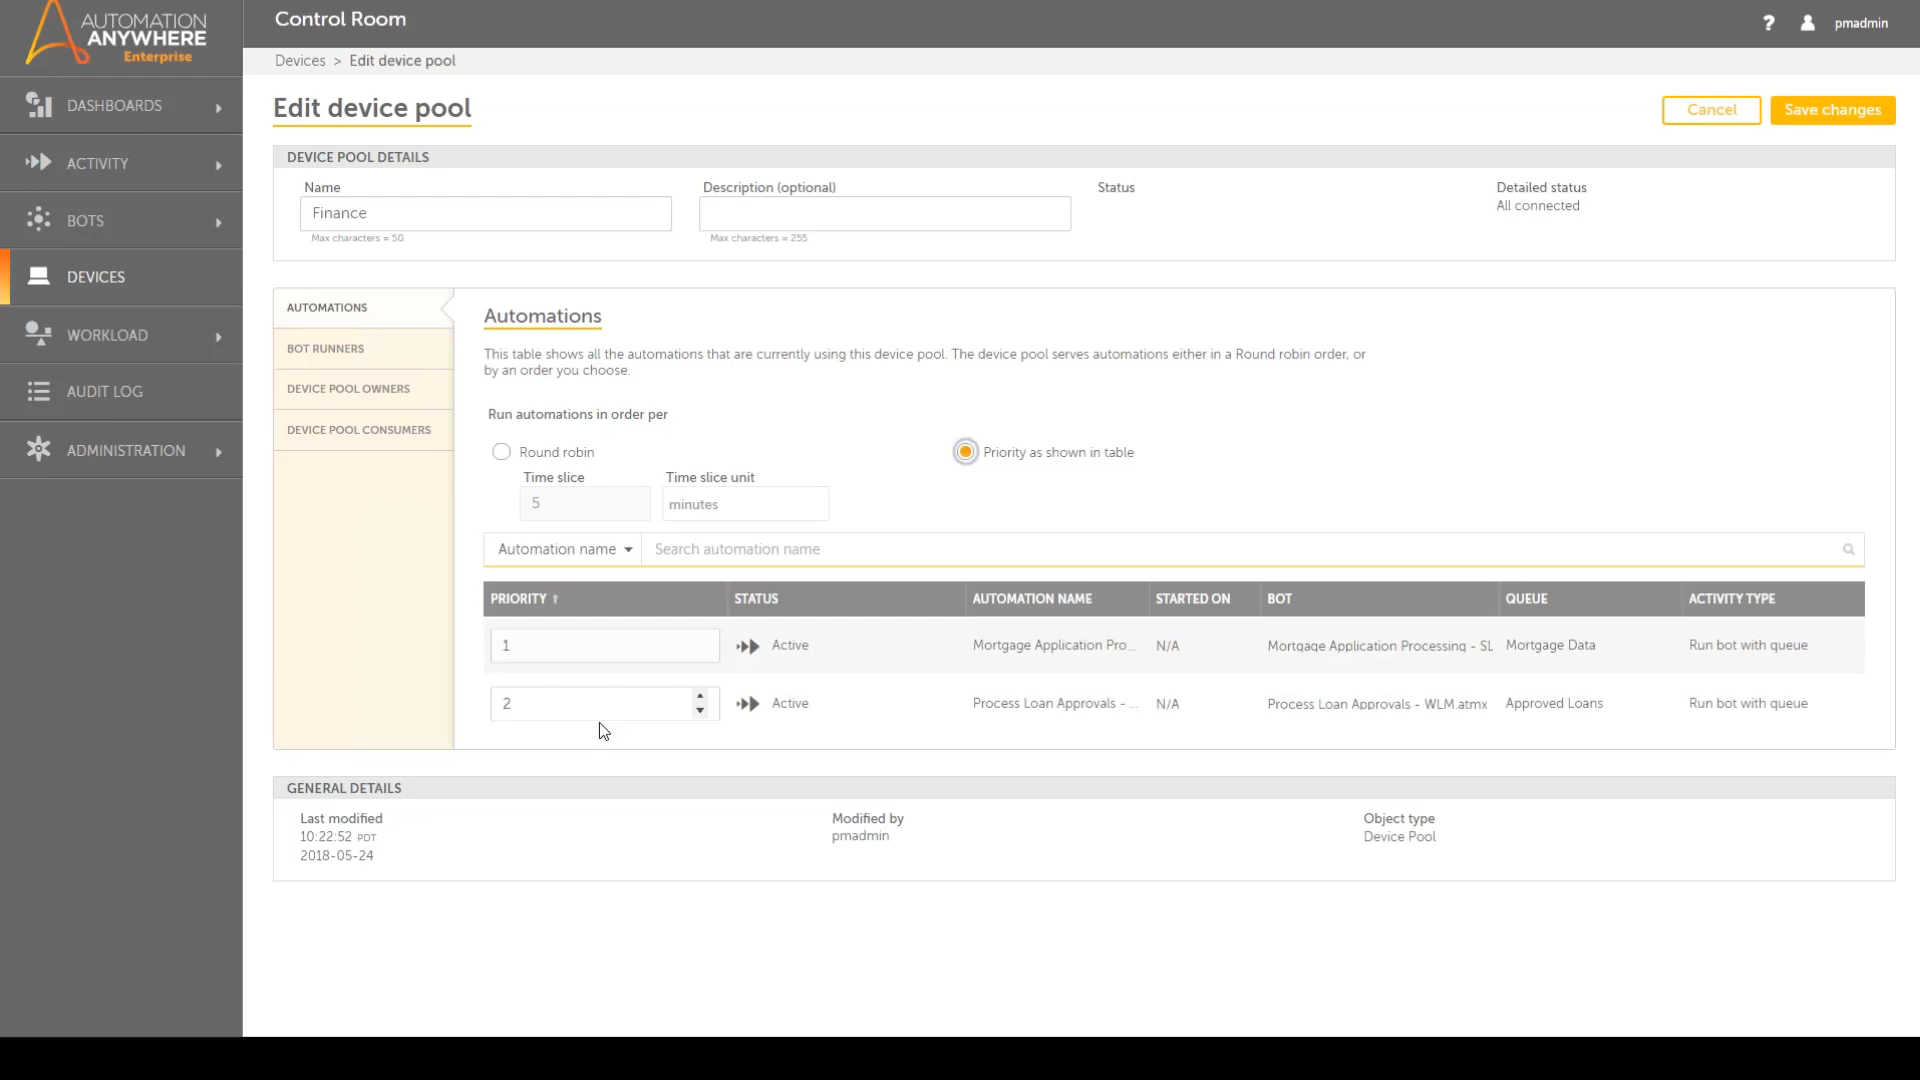 AUTOMATION
ANYWHERE
Enterprise
Control Room
? pmadmin
Devices > Edit device pool
DASHBOARDS
ACTIVITY
BOTS
DEVICES
WORKLOAD
AUDIT LOG
ADMINISTRATION
Edit device pool
Cancel Save changes
DEVICE POOL DETAILS
Name Description (optional) Status Detailed status
Finance All connected
Max characters = 50 Max characters = 255
AUTOMATIONS
BOT RUNNERS
DEVICE POOL OWNERS
DEVICE POOL CONSUMERS
Automations
This table shows all the automations that are currently using this device pool. The device pool serves automations either in a Round robin order, or
by an order you choose.
Run automations in order per
Round robin Priority as shown in table
Time slice Time slice unit
5 minutes
Automation name Search automation name
PRIORITY ↑ STATUS AUTOMATION NAME STARTED ON BOT QUEUE ACTIVITY TYPE
1 Active Mortgage Application Pro... N/A Mortgage Application Processing - SL Mortgage Data Run bot with queue
2 Active Process Loan Approvals - ... N/A Process Loan Approvals - WLM.atmx Approved Loans Run bot with queue
GENERAL DETAILS
Last modified Modified by Object type
10:22:52 PDT pmadmin Device Pool
2018-05-24